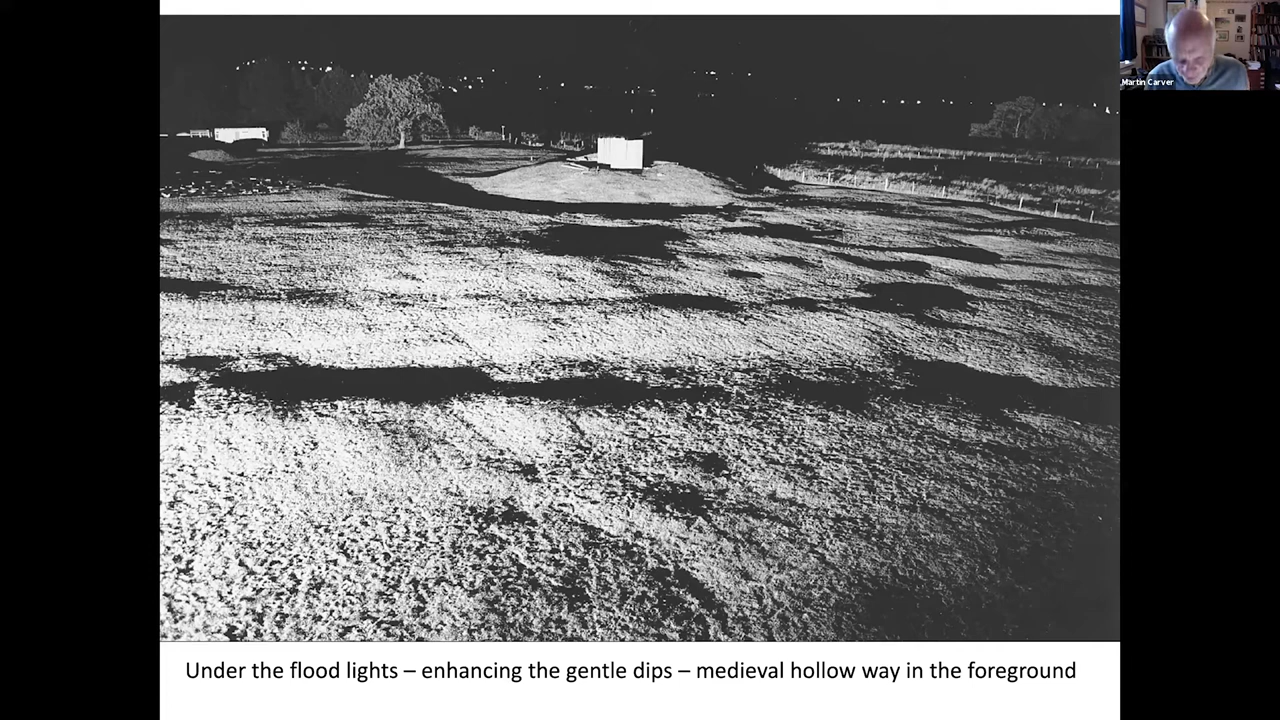 Martin Carver
Under the flood lights – enhancing the gentle dips – medieval hollow way in the foreground